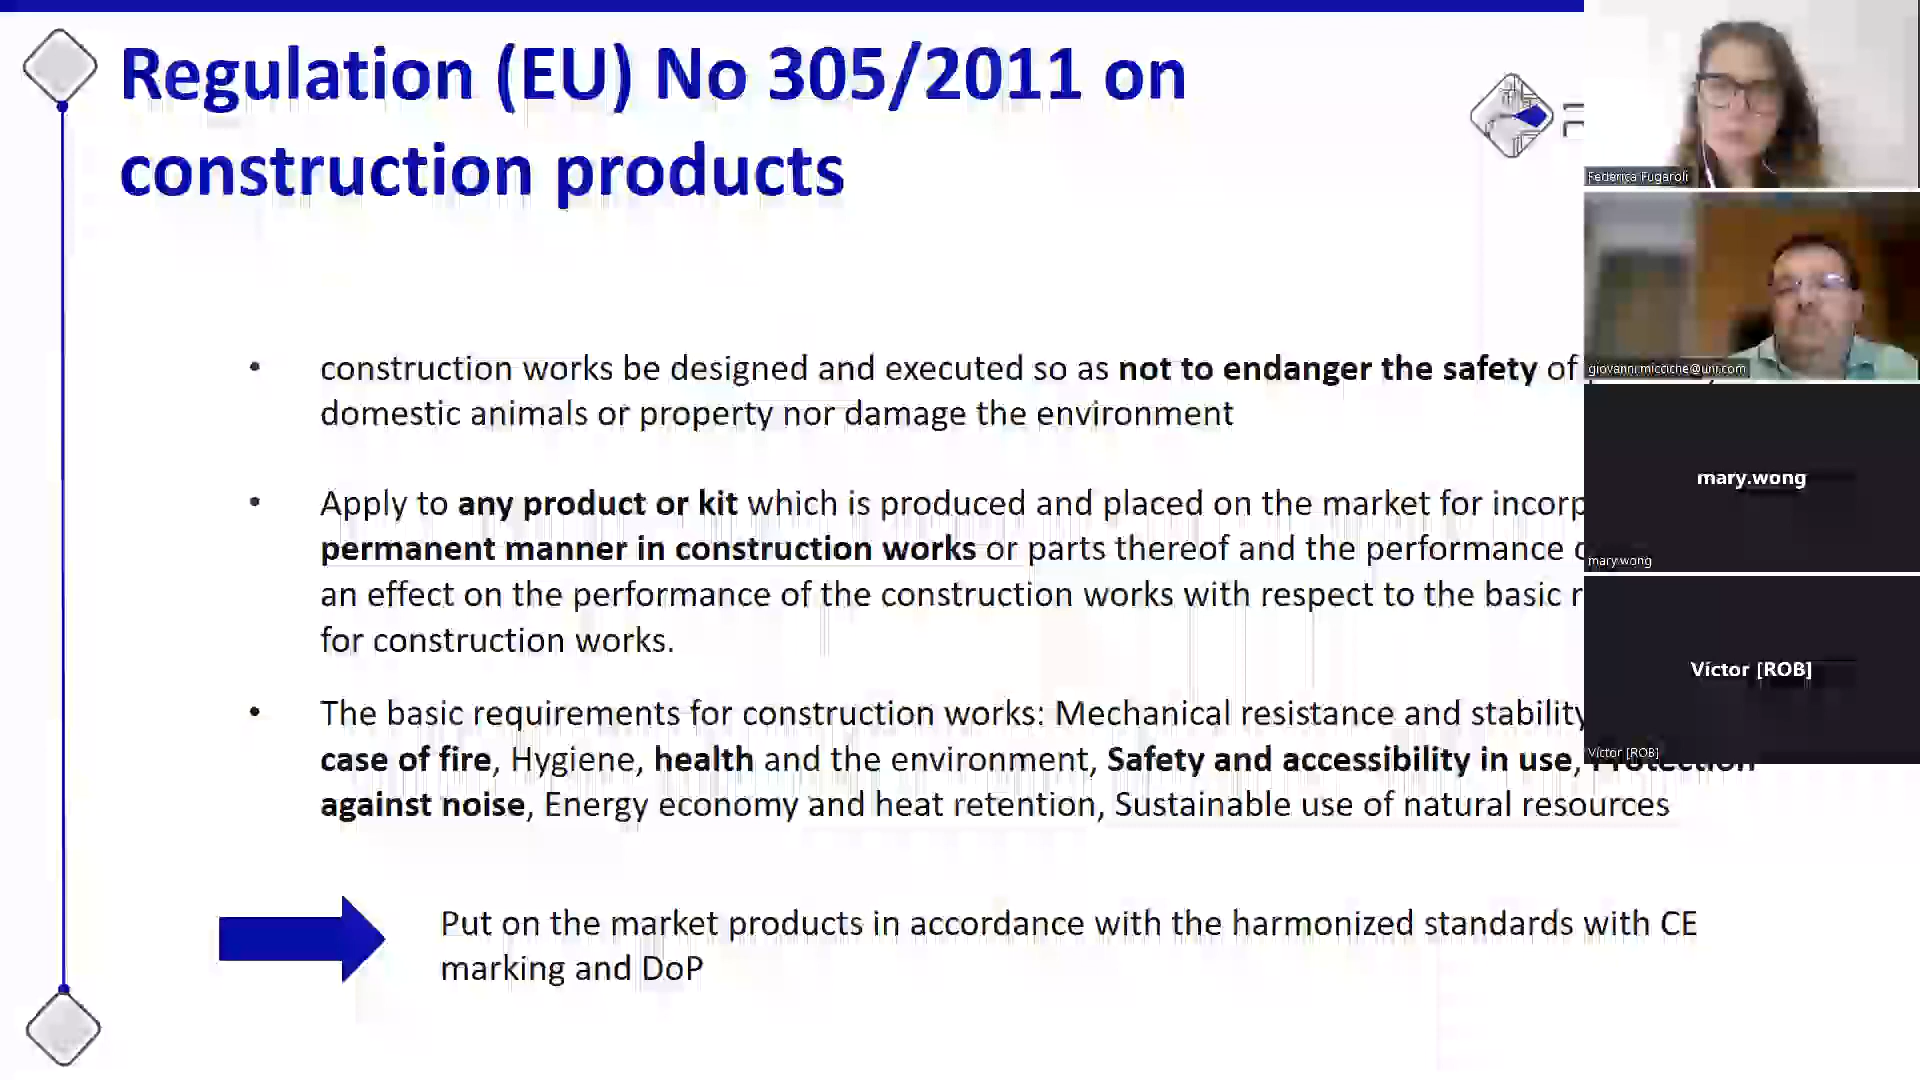 Regulation (EU) No 305/2011 on
construction products
construction works be designed and executed so as not to endanger the safety of
domestic animals or property nor damage the environment
Apply to any product or kit which is produced and placed on the market for incorp
permanent manner in construction works or parts thereof and the performance
an effect on the performance of the construction works with respect to the basic
for construction works.
The basic requirements for construction works: Mechanical resistance and stability
case of fire, Hygiene, health and the environment, Safety and accessibility in use, Protection
against noise, Energy economy and heat retention, Sustainable use of natural resources
Put on the market products in accordance with the harmonized standards with CE
marking and DoP
Federica Fugaroli
giovanni.micciche@uni.com
mary.wong
mary.wong
Víctor [ROB]
Víctor [ROB]